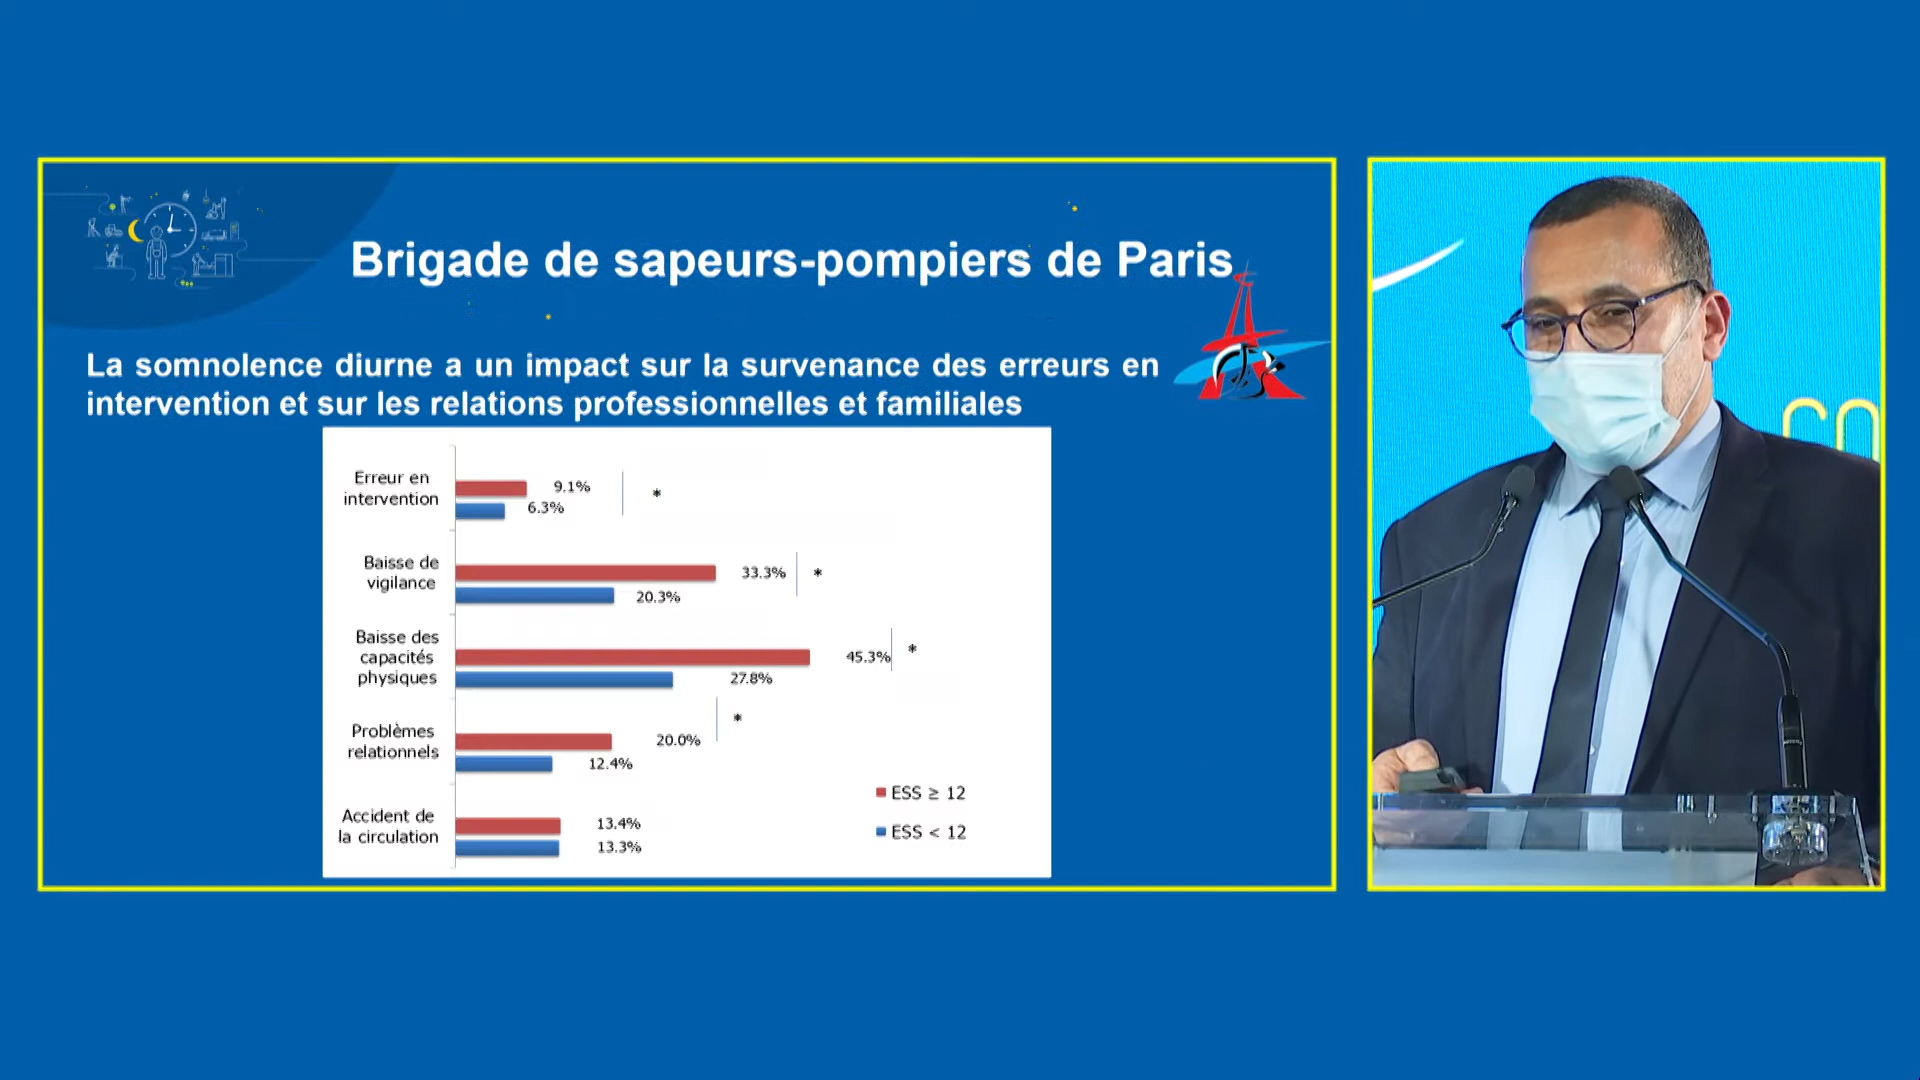 Brigade de sapeurs-pompiers de Paris
La somnolence diurne a un impact sur la survenance des erreurs en
intervention et sur les relations professionnelles et familiales
Erreur en
intervention
9.1%
6.3%
*
Baisse de
vigilance
33.3%
20.3%
*
Baisse des
capacités
physiques
45.3%
27.8%
*
Problèmes
relationnels
20.0%
12.4%
*
Accident de
la circulation
13.4%
13.3%
ESS ≥ 12
ESS < 12